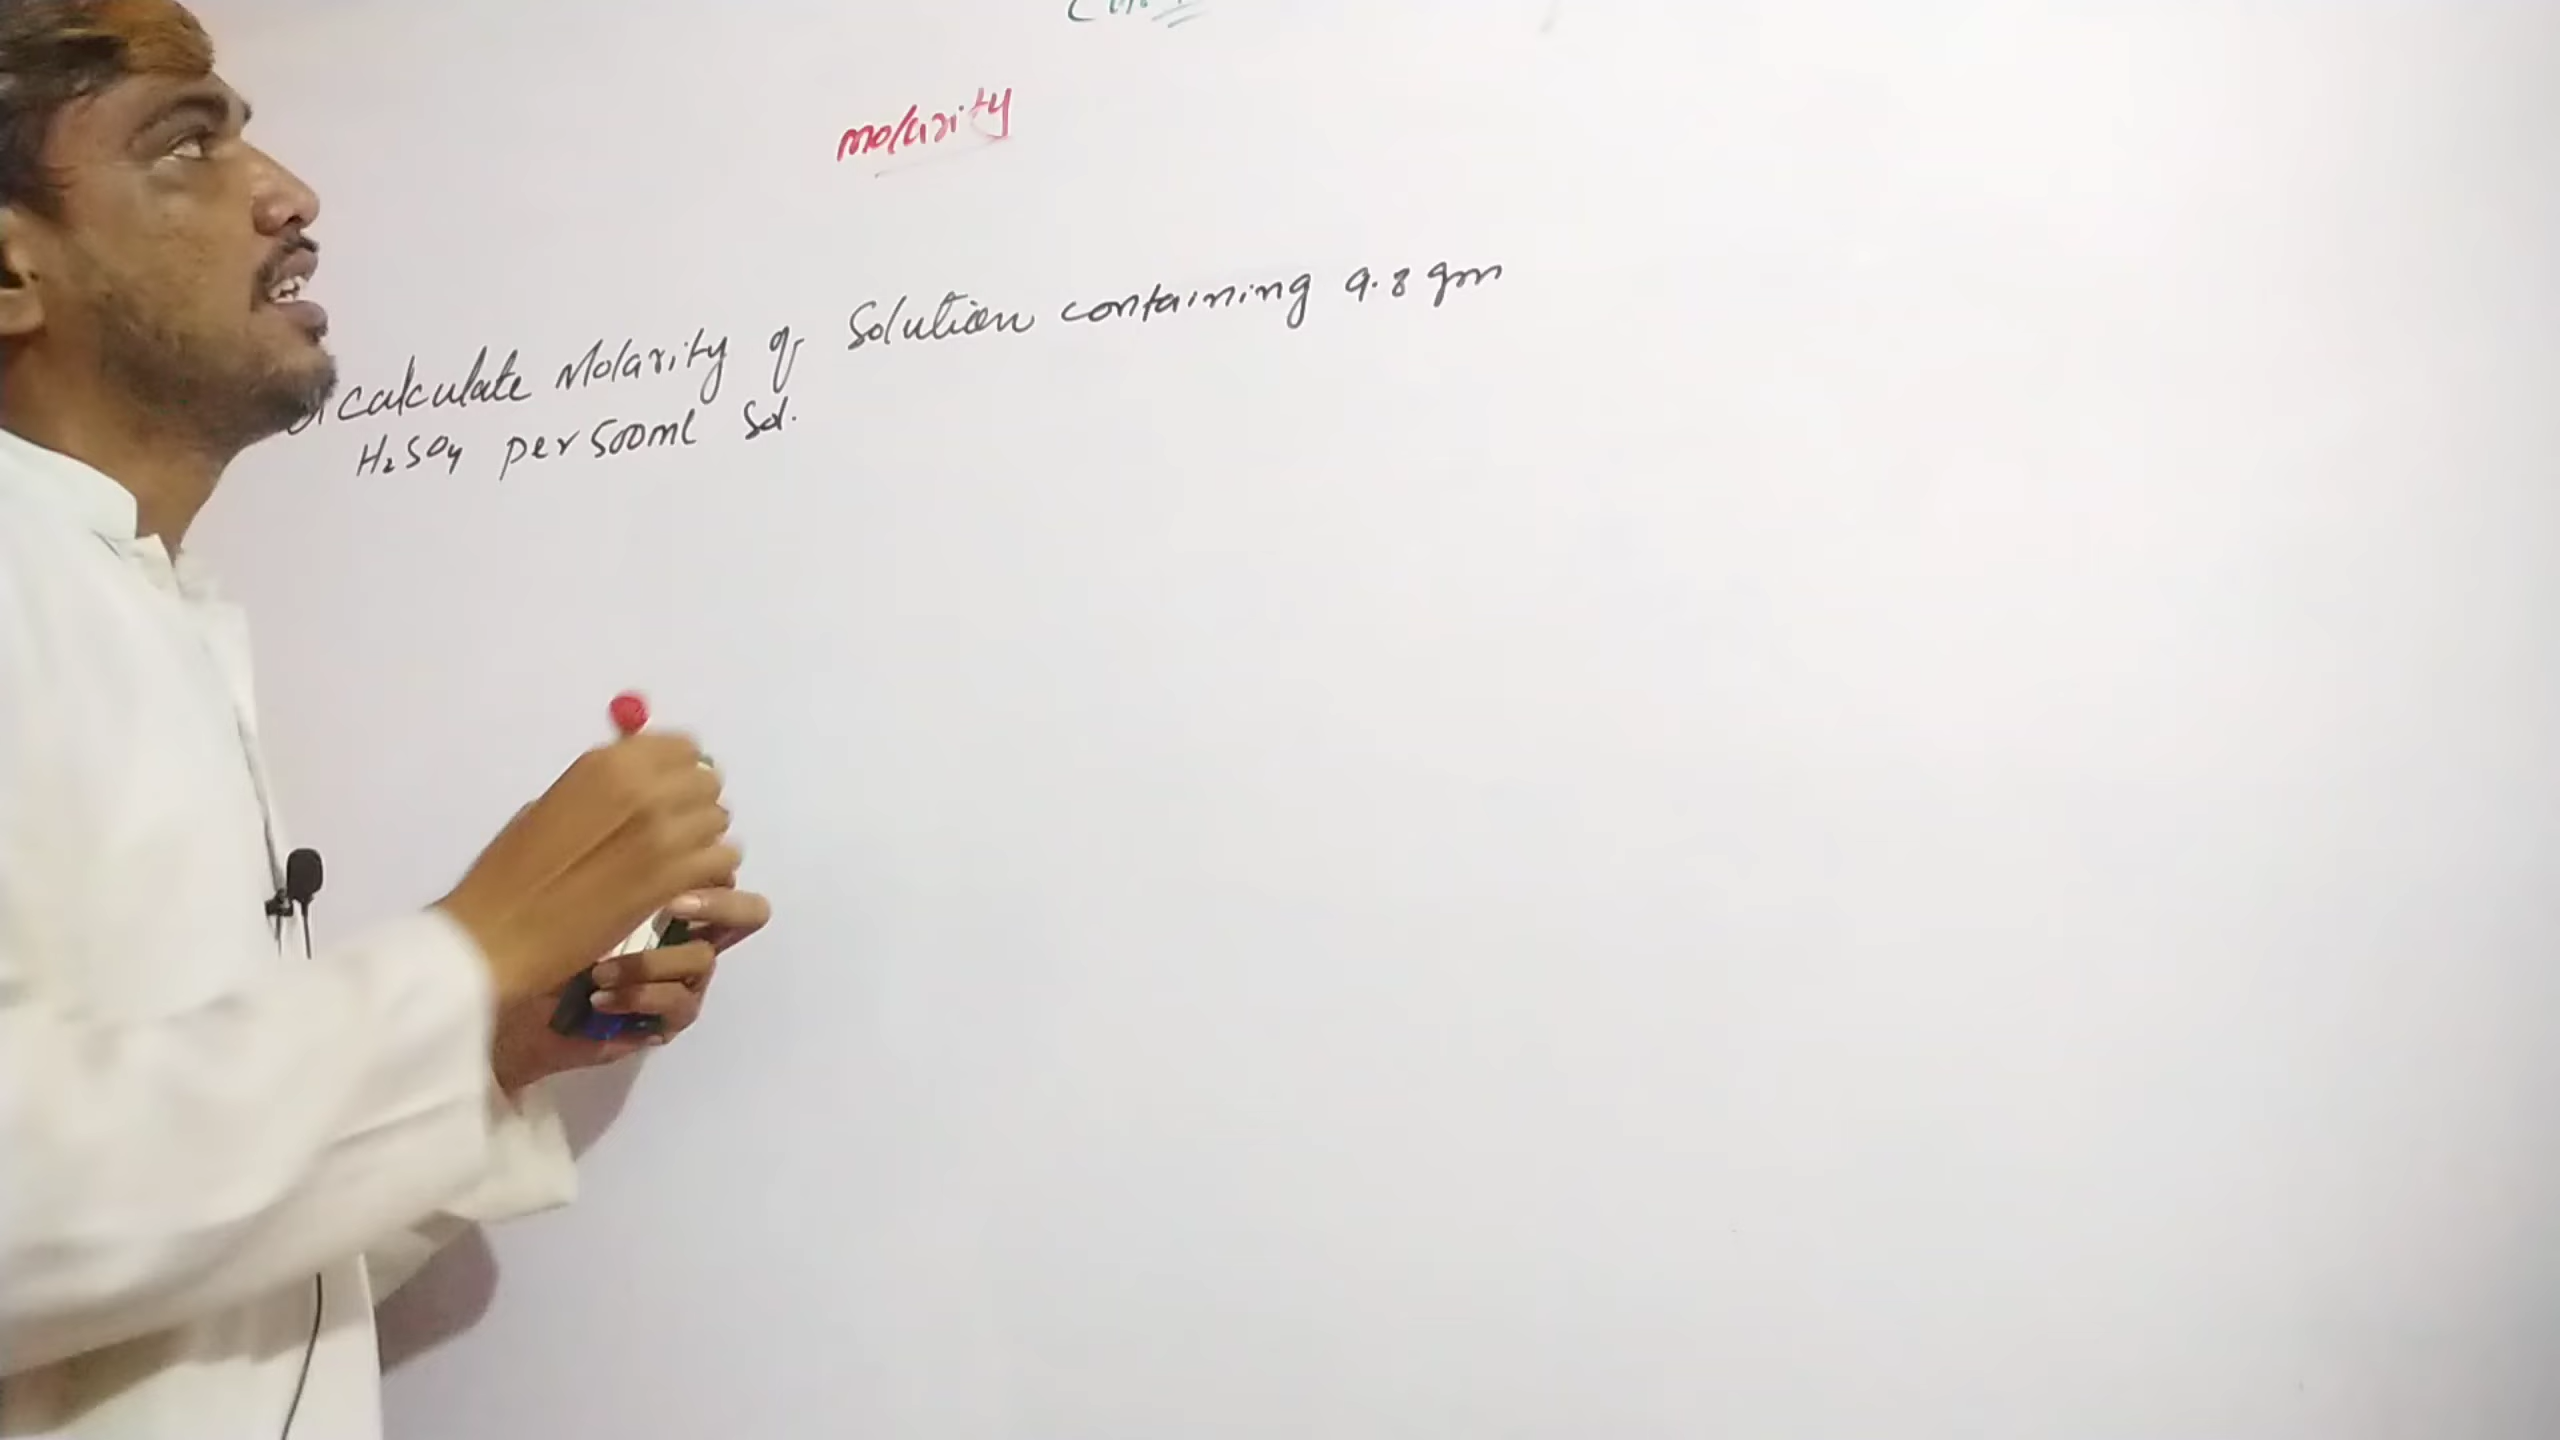 Molarity
calculate Molarity of Solution containing 9.8 gm
H₂SO₄ per 500ml Sol.